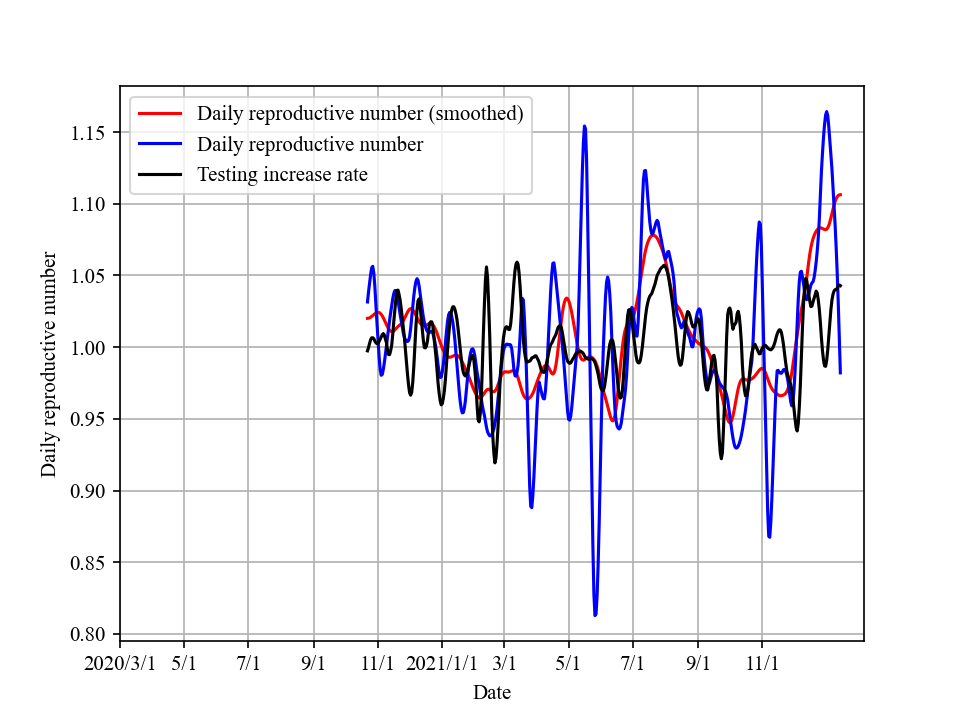 Daily reproductive number (smoothed)
Daily reproductive number
Testing increase rate
Daily reproductive number
1.15
1.10
1.05
1.00
0.95
0.90
0.85
0.80
2020/3/1 5/1 7/1 9/1 11/1 2021/1/1 3/1 5/1 7/1 9/1 11/1
Date